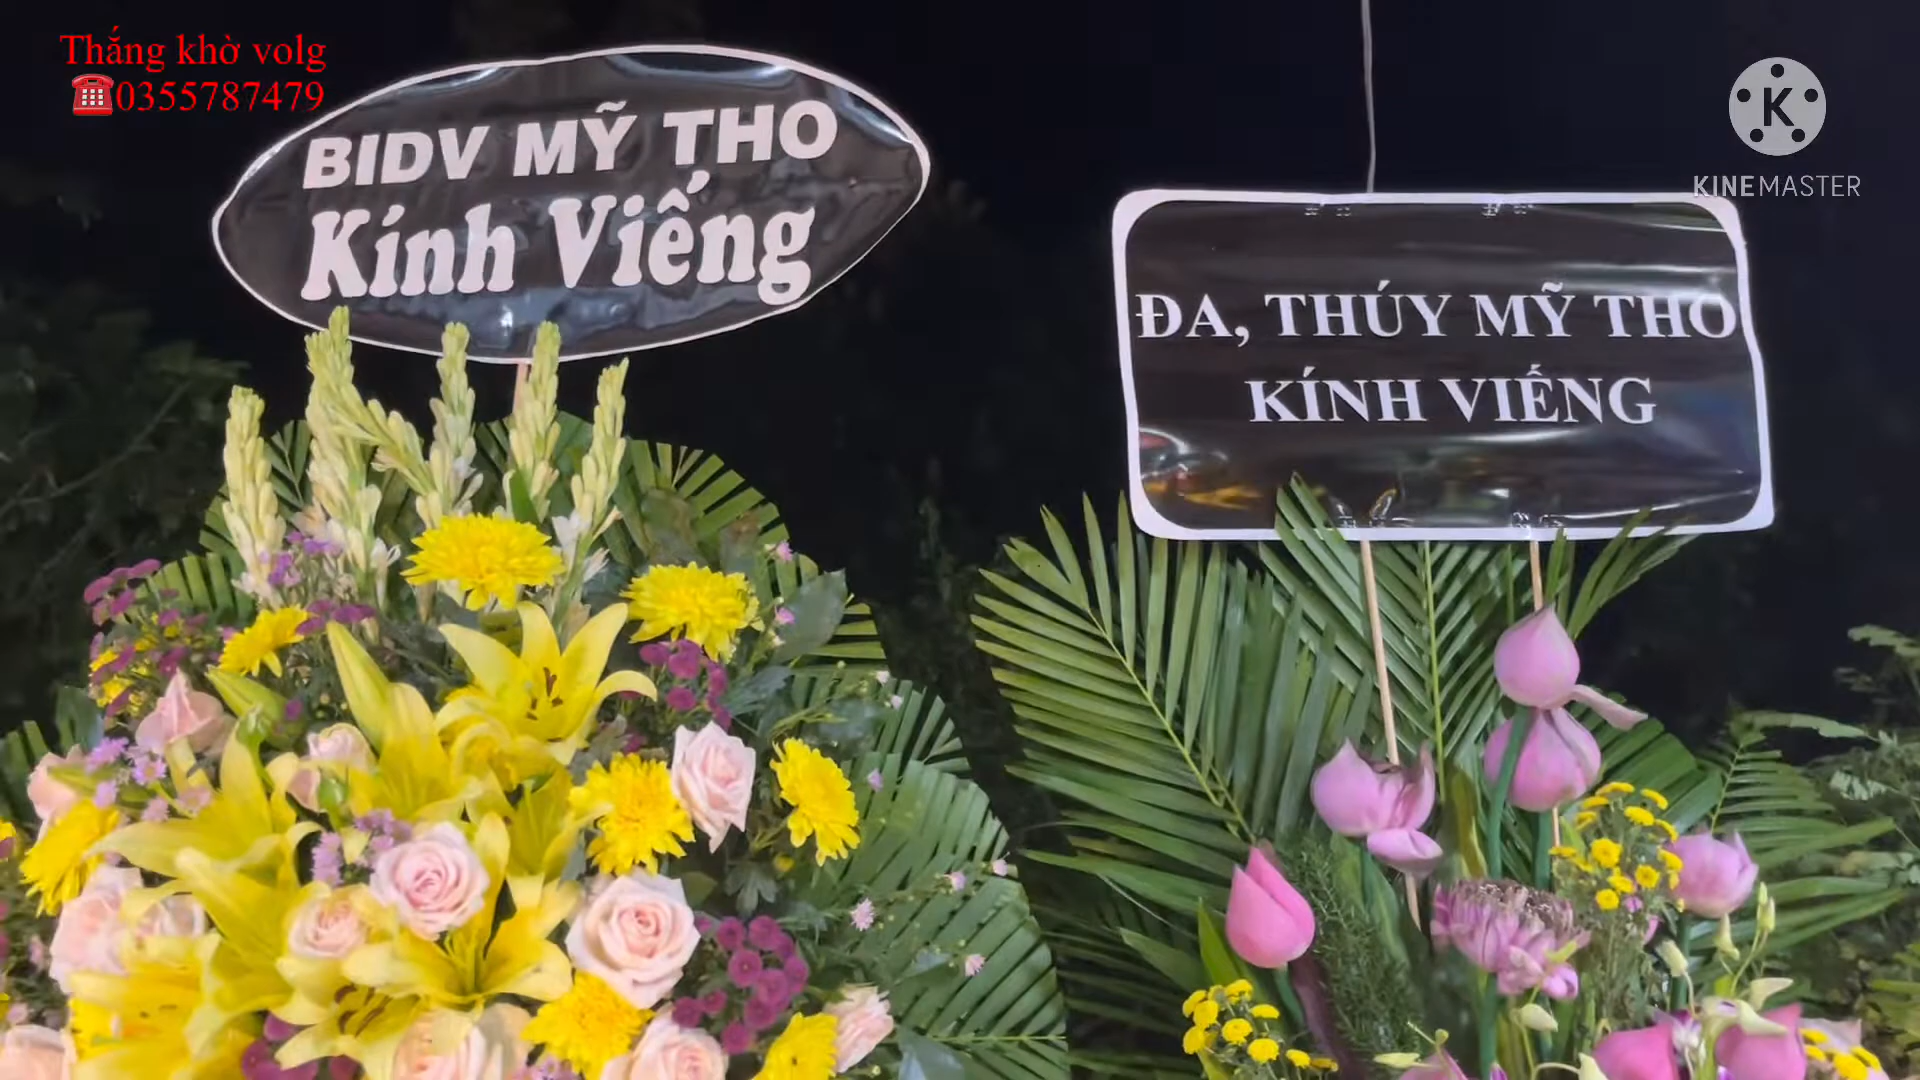 Thắng khờ volg
☎0355787479
BIDV MỸ THO
Kính Viếng
K
KINEMASTER
ĐA, THÚY MỸ THO
KÍNH VIẾNG